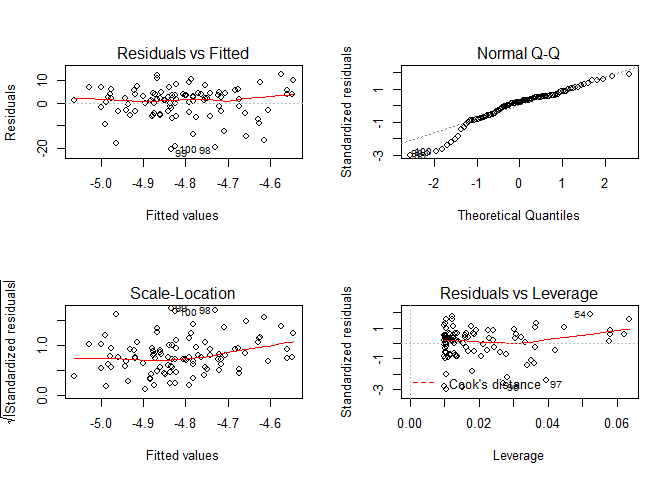 Residuals vs Fitted
Residuals
-20
0
10
99
100
98
-5.0
-4.9
-4.8
-4.7
-4.6
Fitted values
Normal Q-Q
Standardized residuals
-3
-1
1
-2
-1
0
1
2
Theoretical Quantiles
Scale-Location
√|Standardized residuals|
0.0
1.0
100
98
-5.0
-4.9
-4.8
-4.7
-4.6
Fitted values
Residuals vs Leverage
Standardized residuals
-3
-1
1
54
97
Cook's distance
0.00
0.02
0.04
0.06
Leverage